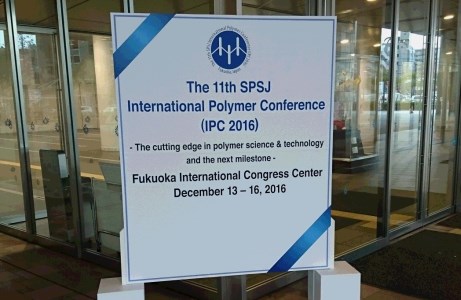 The 11th SPSJ
International Polymer Conference
(IPC 2016)
- The cutting edge in polymer science & technology
and the next milestone -
Fukuoka International Congress Center
December 13 – 16, 2016